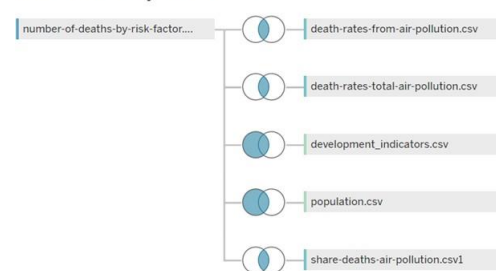 number-of-deaths-by-risk-factor....
death-rates-from-air-pollution.csv
death-rates-total-air-pollution.csv
development_indicators.csv
population.csv
share-deaths-air-pollution.csv1